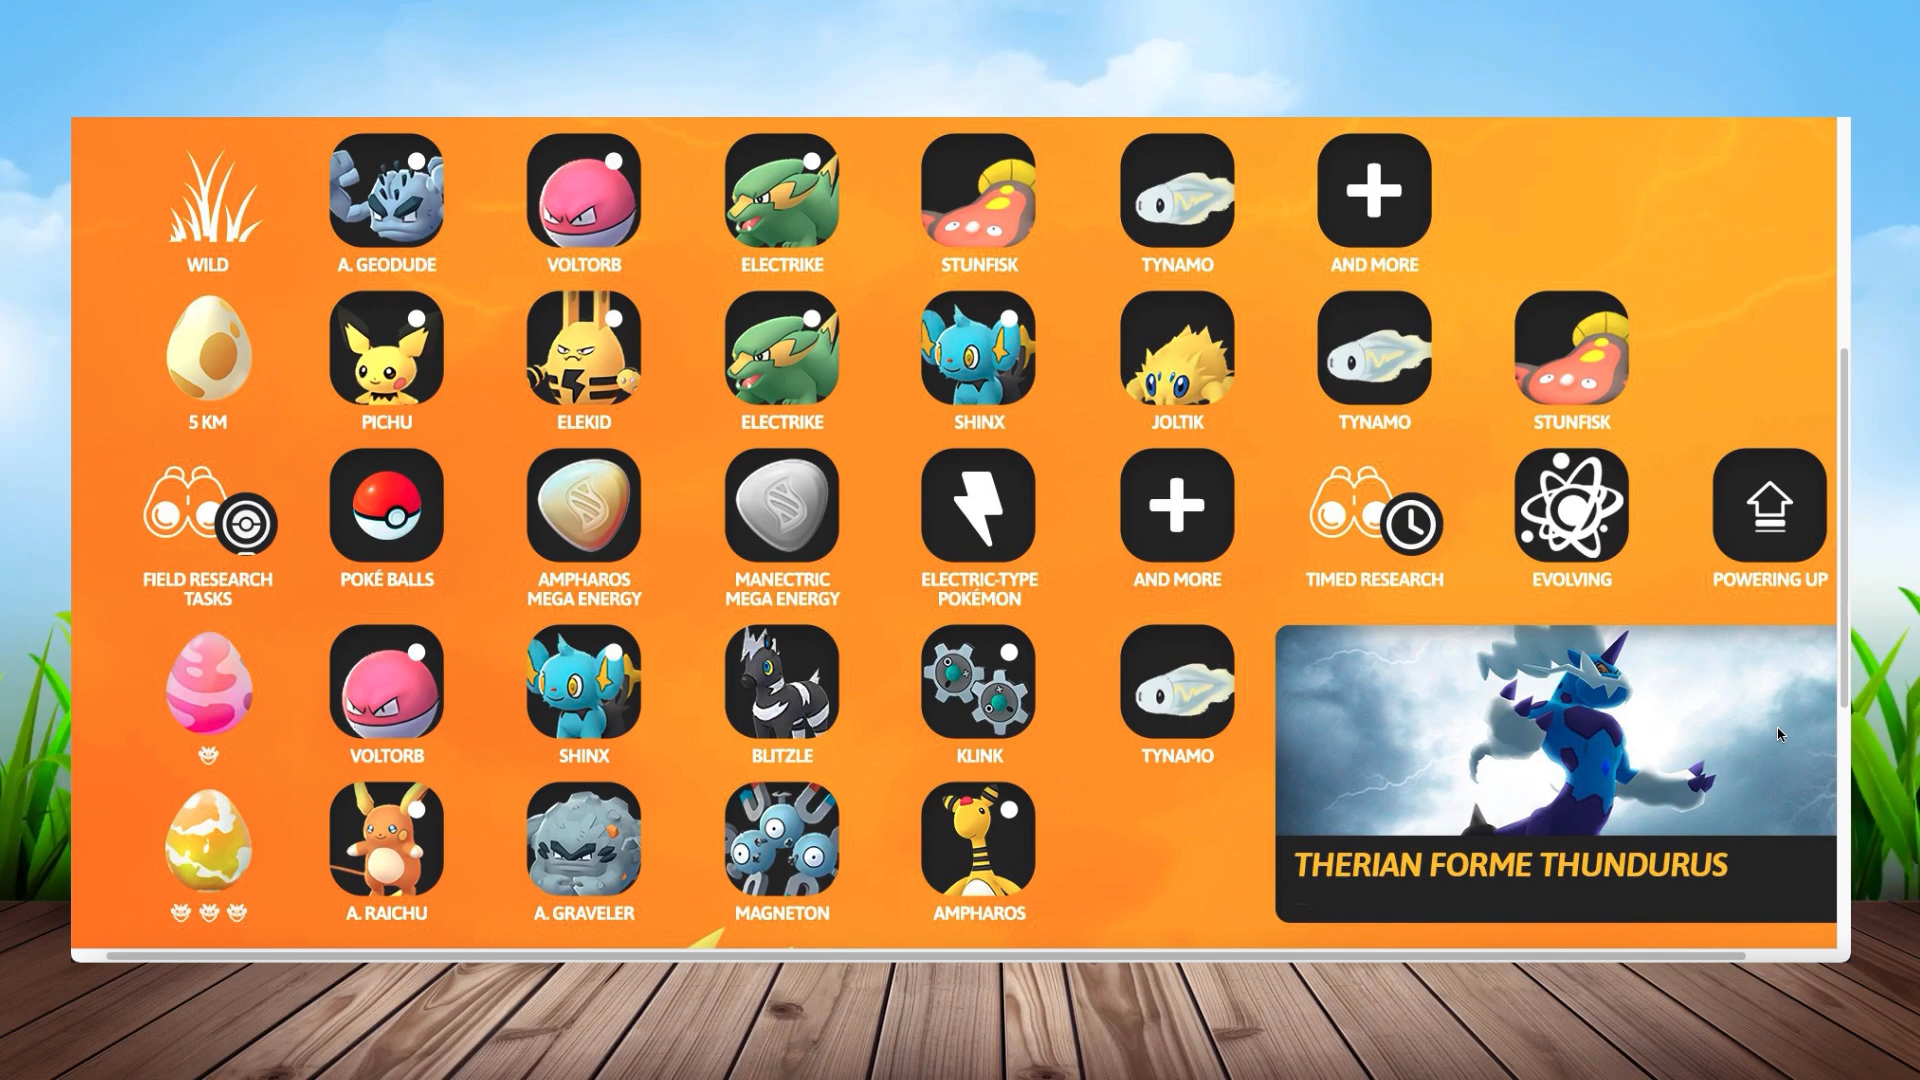 WILD
A. GEODUDE
VOLTORB
ELECTRIKE
STUNFISK
TYNAMO
AND MORE
5 KM
PICHU
ELEKID
ELECTRIKE
SHINX
JOLTIK
TYNAMO
STUNFISK
FIELD RESEARCH
TASKS
POKÉ BALLS
AMPHAROS
MEGA ENERGY
MANECTRIC
MEGA ENERGY
ELECTRIC-TYPE
POKÉMON
AND MORE
TIMED RESEARCH
EVOLVING
POWERING UP
VOLTORB
SHINX
BLITZLE
KLINK
TYNAMO
THERIAN FORME THUNDURUS
A. RAICHU
A. GRAVELER
MAGNETON
AMPHAROS